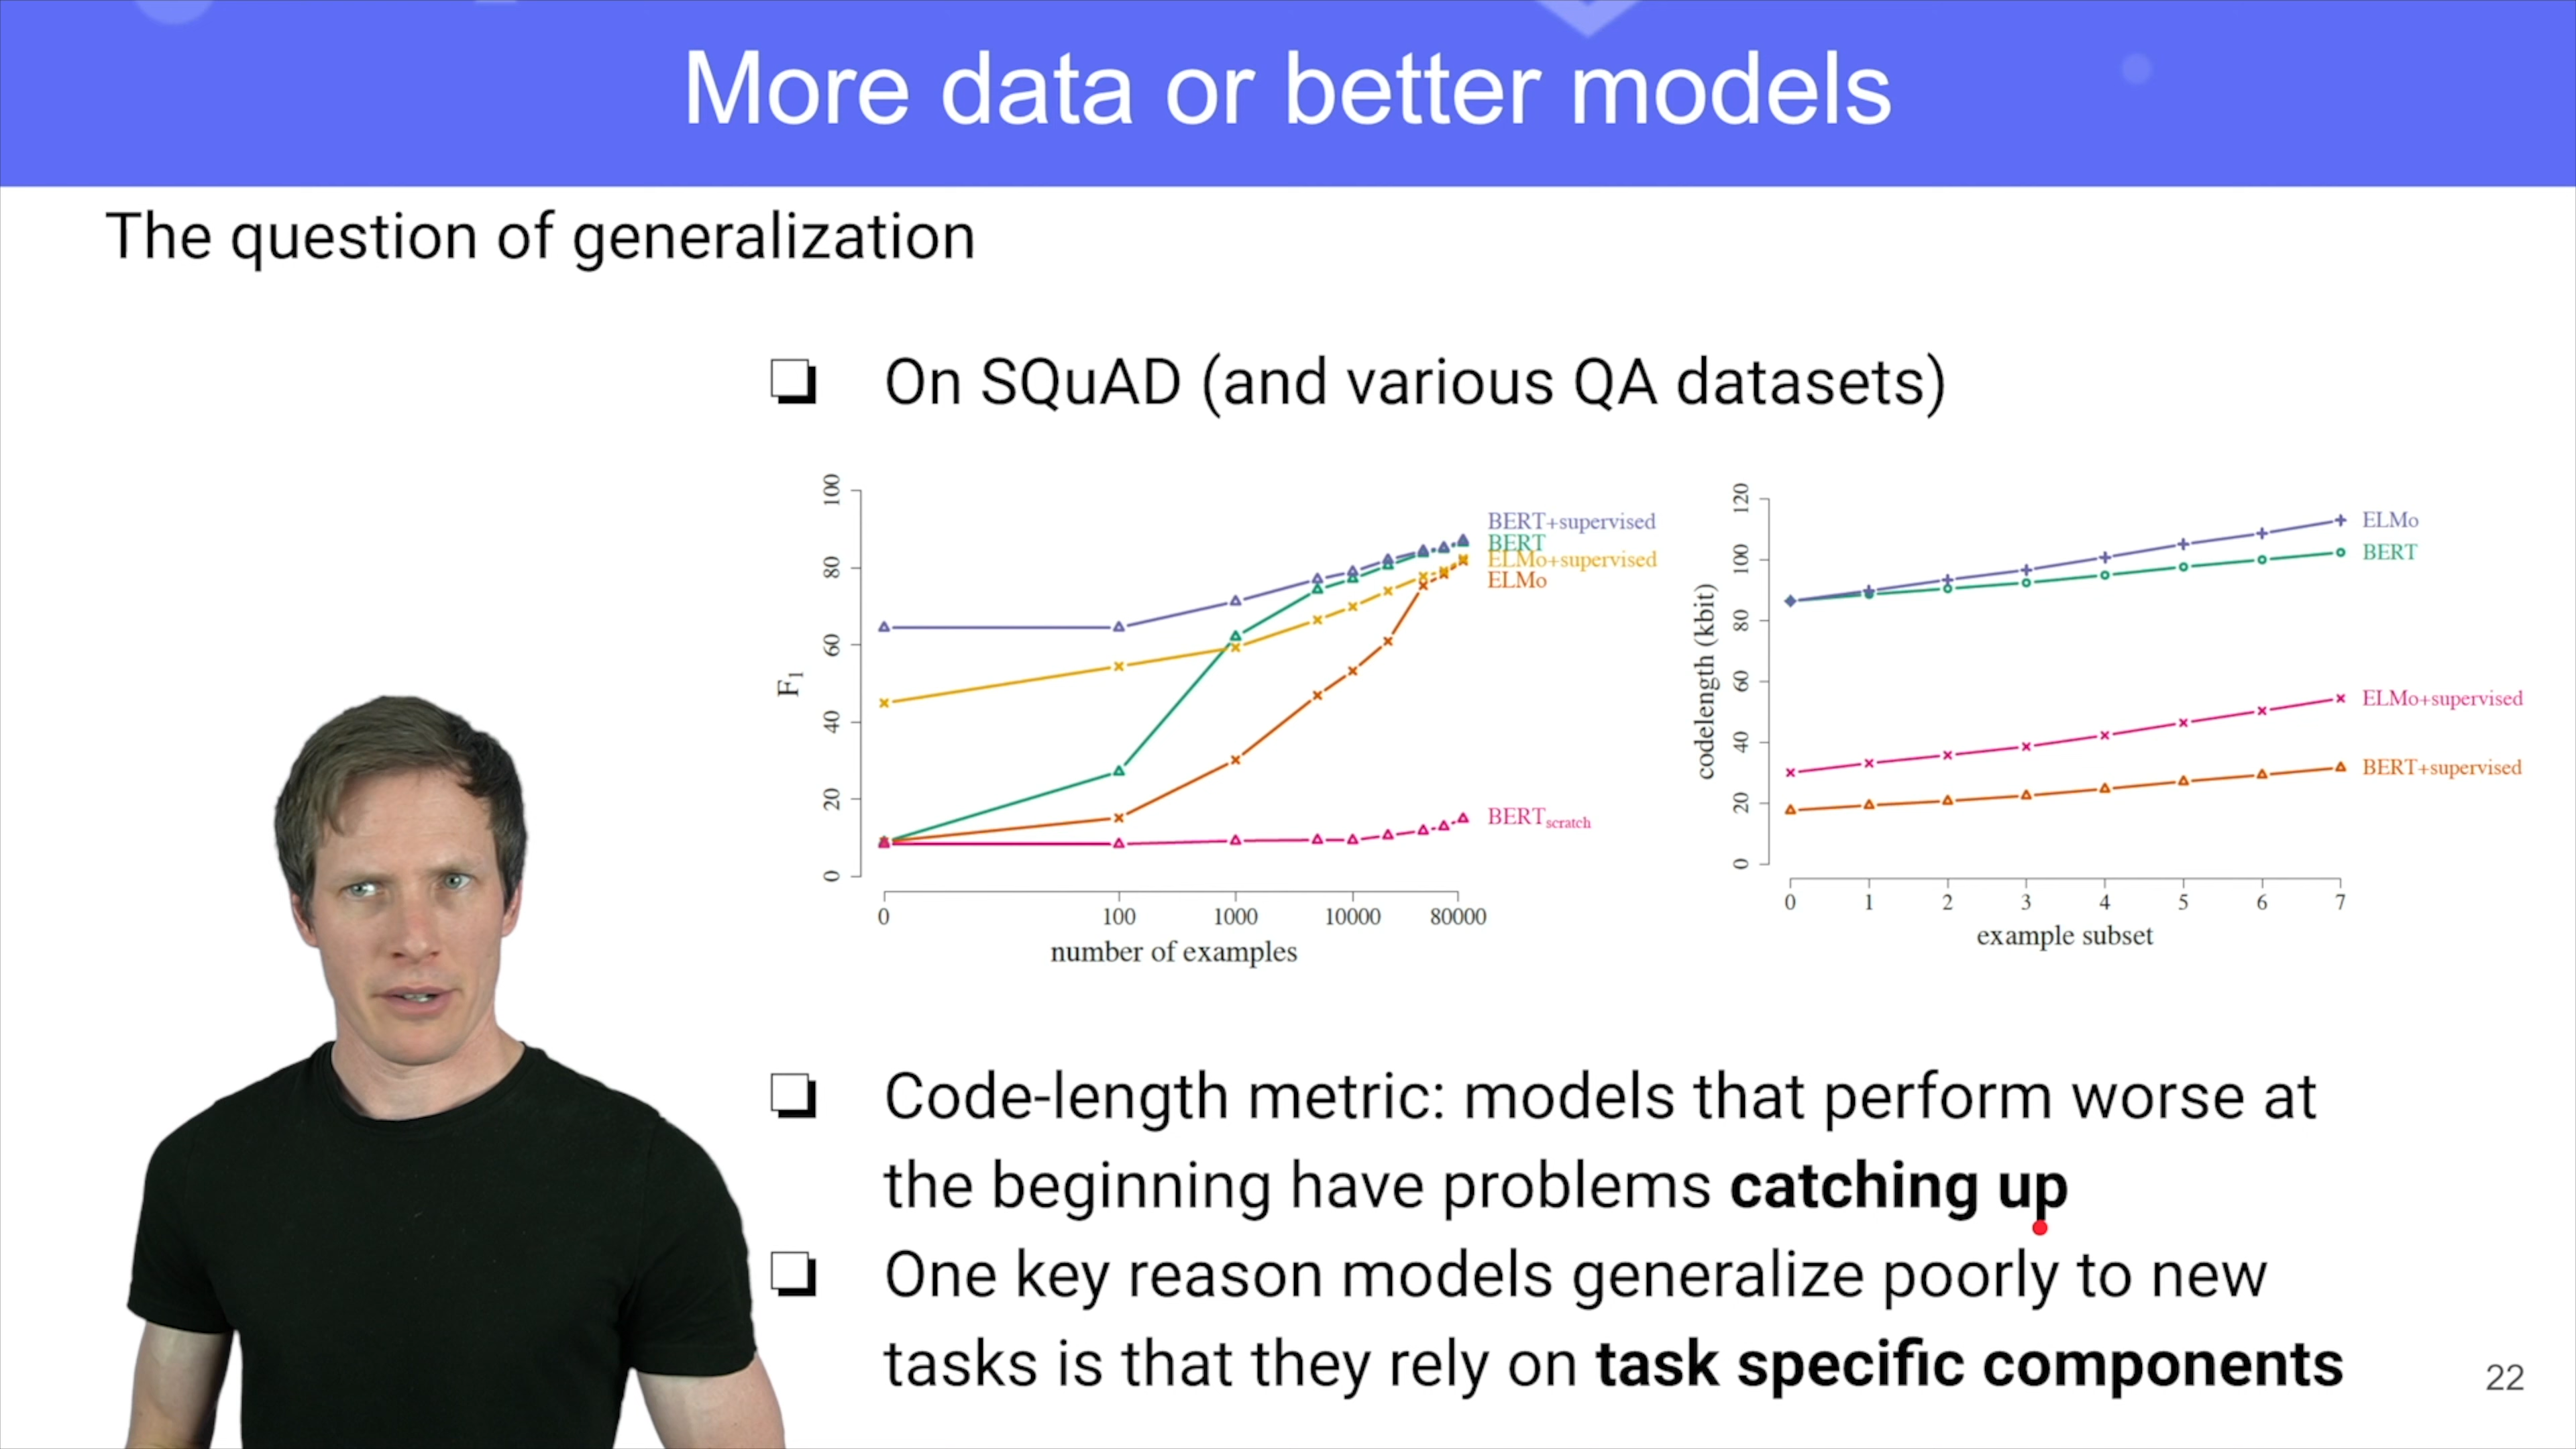 More data or better models
The question of generalization
On SQuAD (and various QA datasets)
100
80
60
40
20
0
F1
0 100 1000 10000 80000
number of examples
BERT+supervised
BERT
ELMo+supervised
ELMo
BERTscratch
120
100
80
60
40
20
0
codelength (kbit)
0 1 2 3 4 5 6 7
example subset
ELMo
BERT
ELMo+supervised
BERT+supervised
Code-length metric: models that perform worse at
the beginning have problems catching up
One key reason models generalize poorly to new
tasks is that they rely on task specific components
22